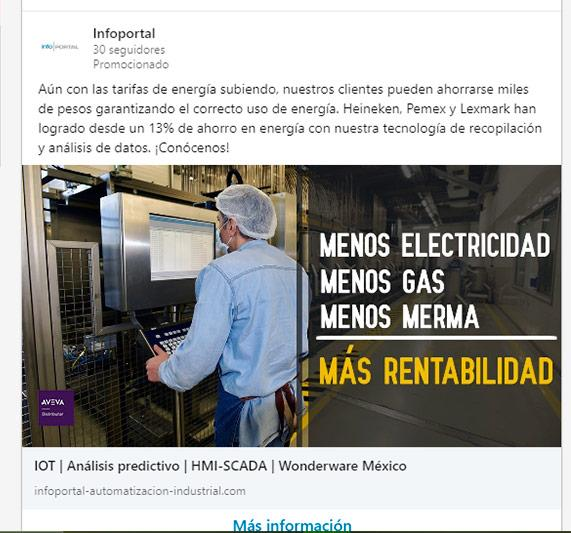 Infoportal
info PORTAL
30 seguidores
Promocionado
Aún con las tarifas de energía subiendo, nuestros clientes pueden ahorrarse miles
de pesos garantizando el correcto uso de energía. Heineken, Pemex y Lexmark han
logrado desde un 13% de ahorro en energía con nuestra tecnología de recopilación
y análisis de datos. ¡Conócenos!
MENOS ELECTRICIDAD
MENOS GAS
MENOS MERMA
MÁS RENTABILIDAD
AVEVA
Distributor
IOT | Análisis predictivo | HMI-SCADA | Wonderware México
infoportal-automatizacion-industrial.com
Más información